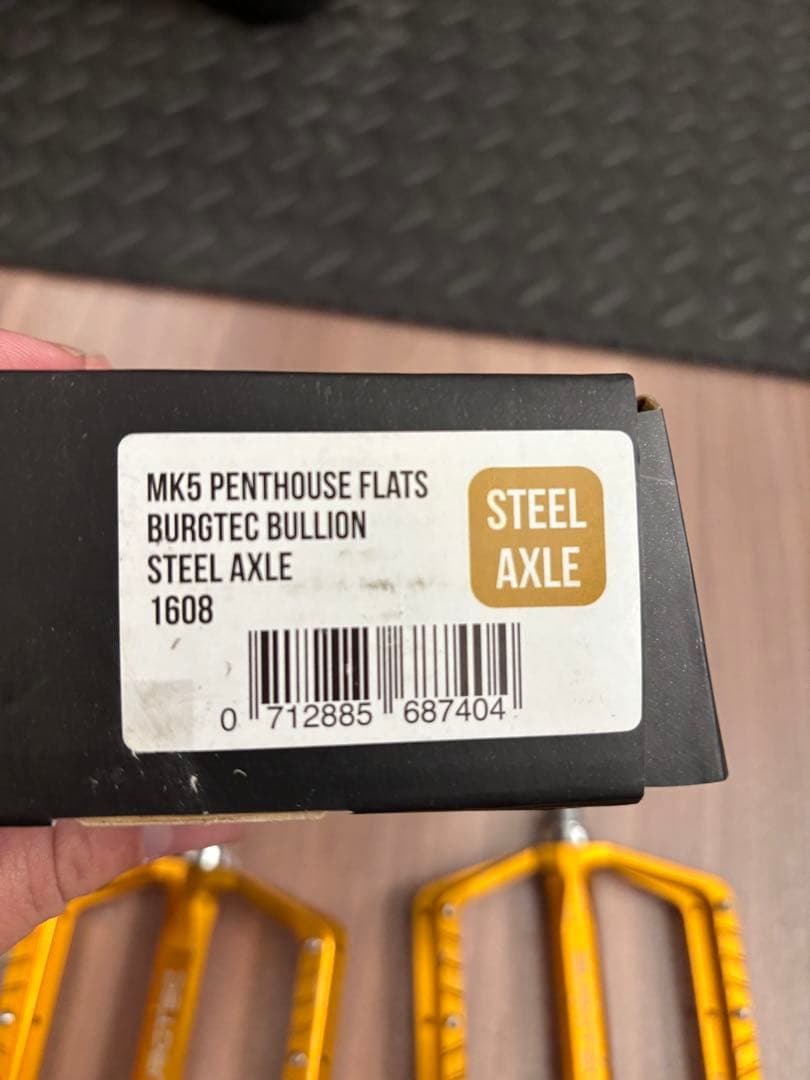 MK5 PENTHOUSE FLATS
BURGTEC BULLION
STEEL AXLE
1608
STEEL
AXLE
0 712885 687404